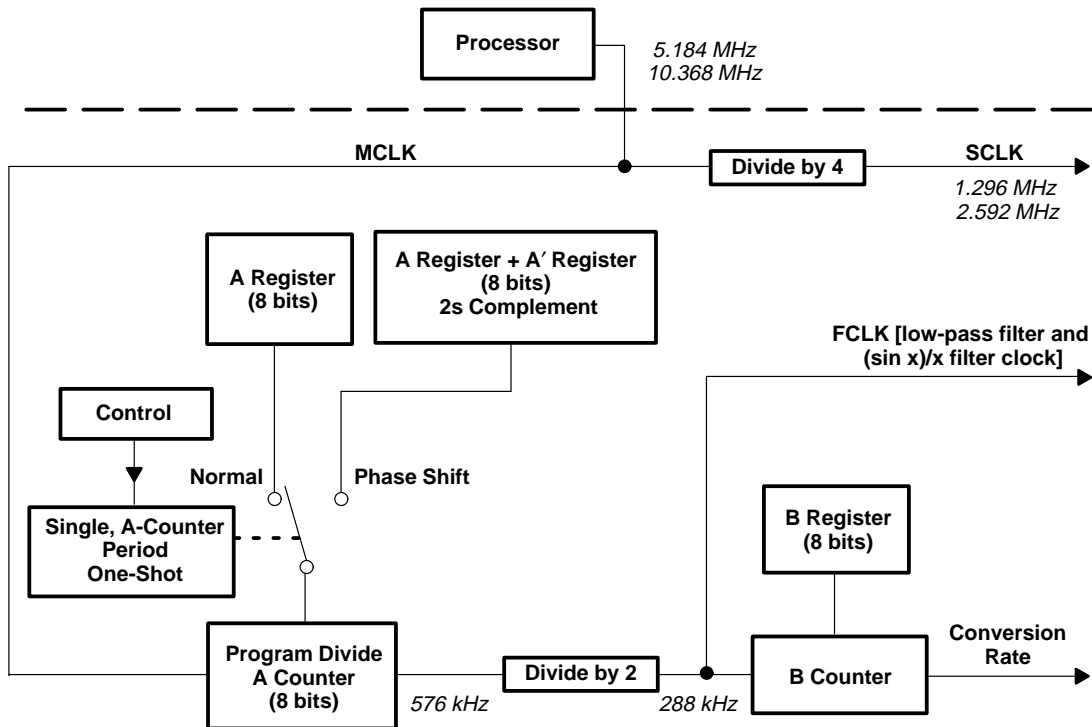 Processor
5.184 MHz
10.368 MHz
MCLK
Divide by 4
SCLK
1.296 MHz
2.592 MHz
A Register
(8 bits)
A Register + A′ Register
(8 bits)
2s Complement
FCLK [low-pass filter and
(sin x)/x filter clock]
Control
Normal
Phase Shift
Single, A-Counter
Period
One-Shot
B Register
(8 bits)
Program Divide
A Counter
(8 bits)
576 kHz
Divide by 2
288 kHz
B Counter
Conversion
Rate